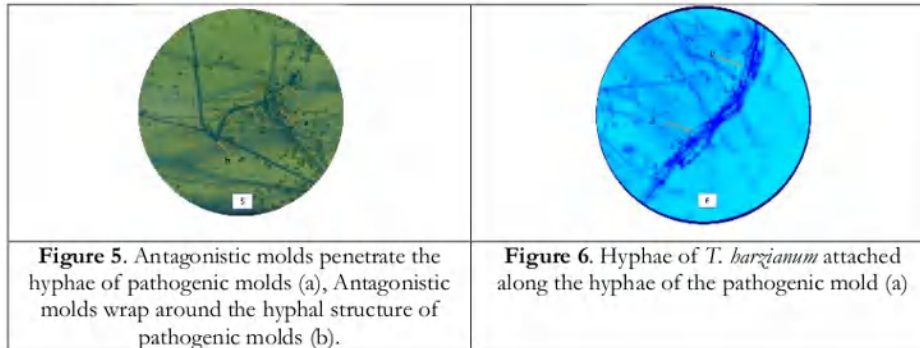 5
6
Figure 5. Antagonistic molds penetrate the
hyphae of pathogenic molds (a), Antagonistic
molds wrap around the hyphal structure of
pathogenic molds (b).
Figure 6. Hyphae of T. harzianum attached
along the hyphae of the pathogenic mold (a)